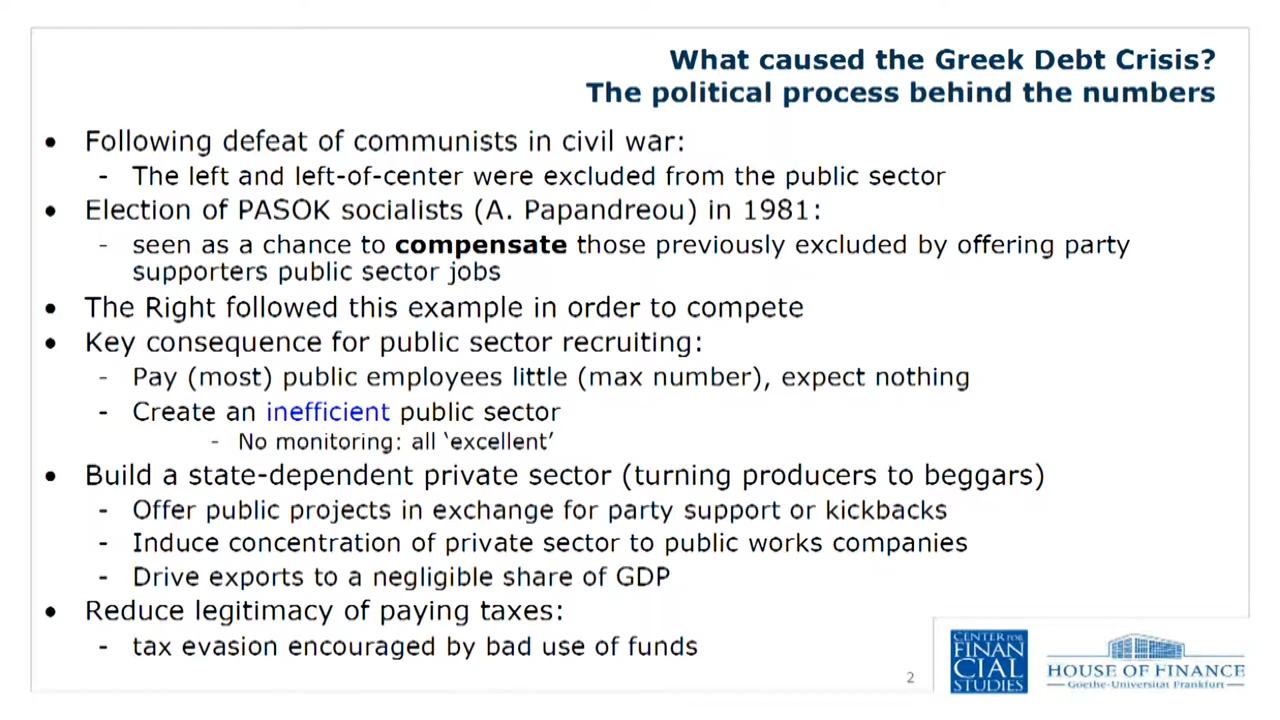 What caused the Greek Debt Crisis?
The political process behind the numbers
• Following defeat of communists in civil war:
- The left and left-of-center were excluded from the public sector
• Election of PASOK socialists (A. Papandreou) in 1981:
- seen as a chance to compensate those previously excluded by offering party
supporters public sector jobs
• The Right followed this example in order to compete
• Key consequence for public sector recruiting:
- Pay (most) public employees little (max number), expect nothing
- Create an inefficient public sector
- No monitoring: all ‘excellent’
• Build a state-dependent private sector (turning producers to beggars)
- Offer public projects in exchange for party support or kickbacks
- Induce concentration of private sector to public works companies
- Drive exports to a negligible share of GDP
• Reduce legitimacy of paying taxes:
- tax evasion encouraged by bad use of funds
2
CENTER FOR
FINAN
CIAL
STUDIES
HOUSE OF FINANCE
Goethe-Universität Frankfurt